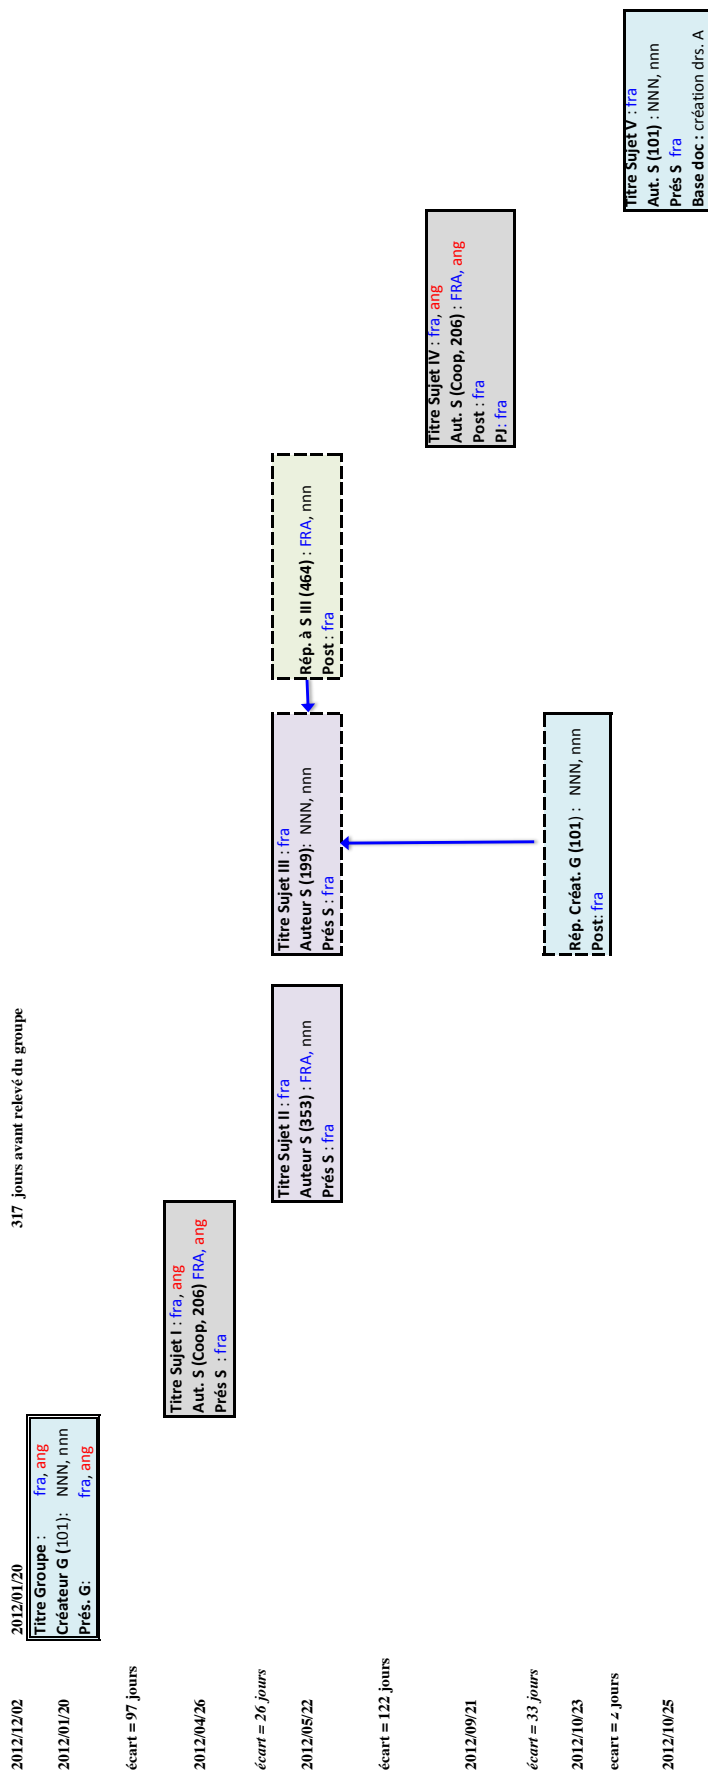 2012/12/02
2012/01/20
317 jours avant relevé du groupe
2012/01/20
Titre Groupe : fra, ang
Créateur G (101): NNN, nnn
Prés. G: fra, ang
écart = 97 jours
2012/04/26
Titre Sujet I : fra, ang
Aut. S (Coop, 206) FRA, ang
Prés S : fra
écart = 26 jours
2012/05/22
Titre Sujet II : fra
Auteur S (353) : FRA, nnn
Prés S : fra
Titre Sujet III : fra
Auteur S (199): NNN, nnn
Prés S : fra
Rép. à S III (464) : FRA, nnn
Post : fra
écart = 122 jours
2012/09/21
Titre Sujet IV : fra, ang
Aut. S (Coop, 206) : FRA, ang
Post : fra
PJ: fra
écart = 33 jours
2012/10/23
Rép. Créat. G (101) : NNN, nnn
Post: fra
ecart = 2 jours
2012/10/25
Titre Sujet V : fra
Aut. S (101) : NNN, nnn
Prés S fra
Base doc : création drs. A